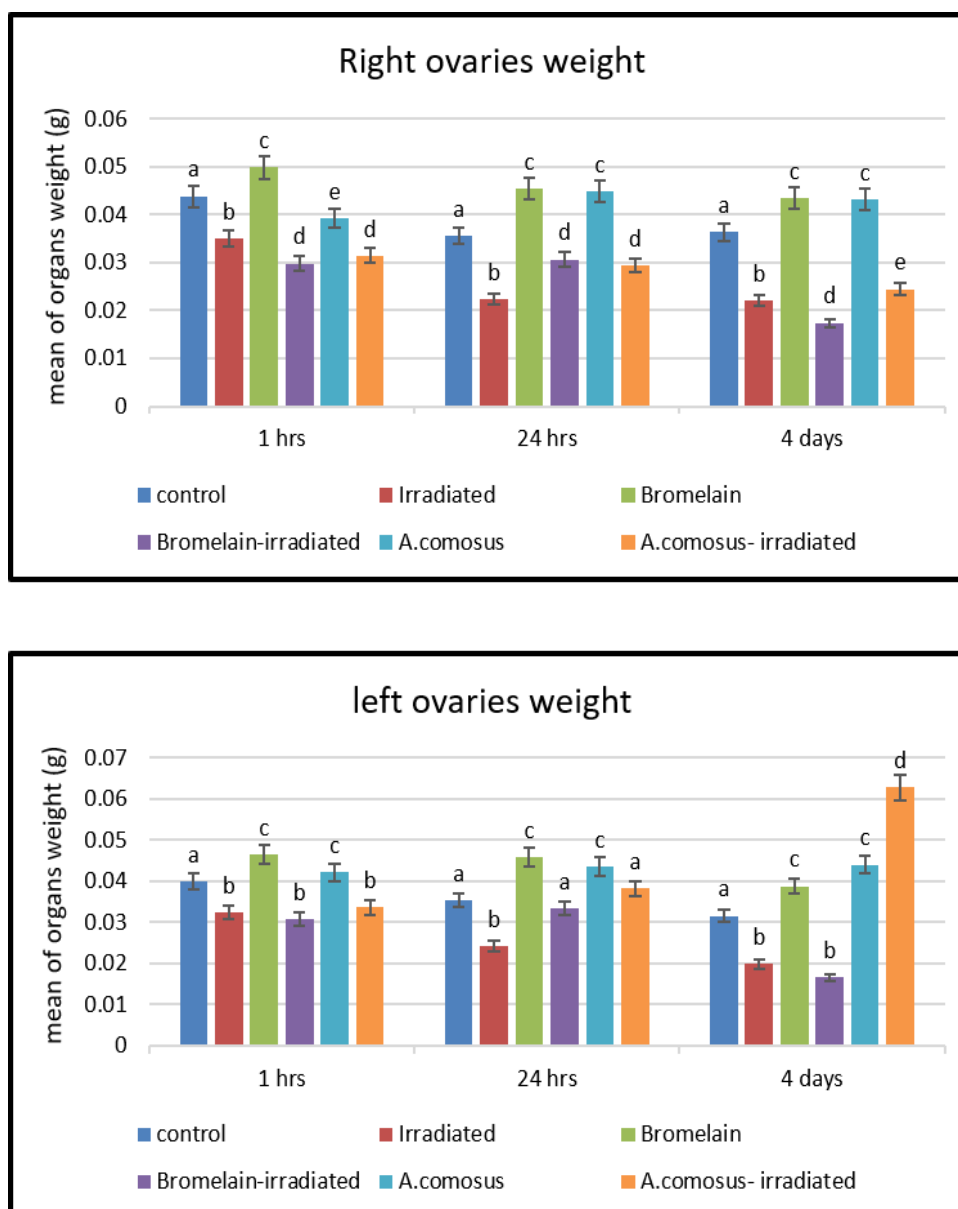 Right ovaries weight
mean of organs weight (g)
0.06
0.05
0.04
0.03
0.02
0.01
0
a b c d e d
a b c d c d
a b c d c e
1 hrs 24 hrs 4 days
control Irradiated Bromelain
Bromelain-irradiated A.comosus A.comosus- irradiated
left ovaries weight
mean of organs weight (g)
0.07
0.06
0.05
0.04
0.03
0.02
0.01
0
a b c b c b
a b c a c a
a b c b c d
1 hrs 24 hrs 4 days
control Irradiated Bromelain
Bromelain-irradiated A.comosus A.comosus- irradiated